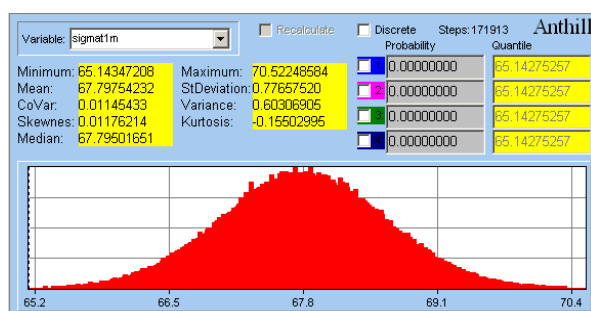 Variable: sigmat1m Recalculate Discrete Steps:171913 Anthill
Probability Quantile
Minimum: 65.14347208 Maximum: 70.52248584 1 0.00000000 65.14275257
Mean: 67.79754232 StDeviation: 0.77657520 2 0.00000000 65.14275257
CoVar: 0.01145433 Variance: 0.60306905 3 0.00000000 65.14275257
Skewnes: 0.01176214 Kurtosis: -0.15502995 0.00000000 65.14275257
Median: 67.79501651
65.2 66.5 67.8 69.1 70.4